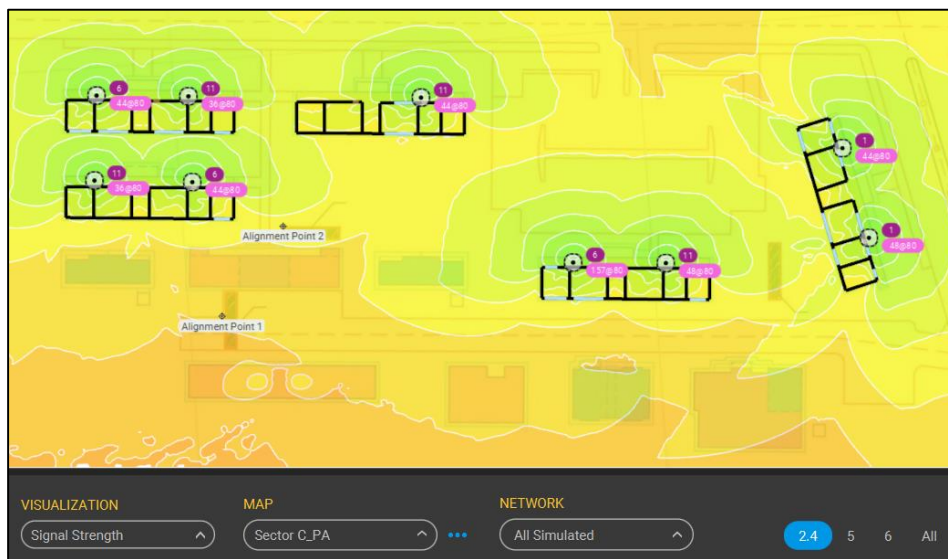 6
11
44@80
36@80
11
44@80
11
6
36@80
44@80
1
44@80
Alignment Point 2
1
48@80
6
11
157@80
48@80
Alignment Point 1
VISUALIZATION
MAP
NETWORK
Signal Strength
Sector C_PA
All Simulated
2.4
5
6
All